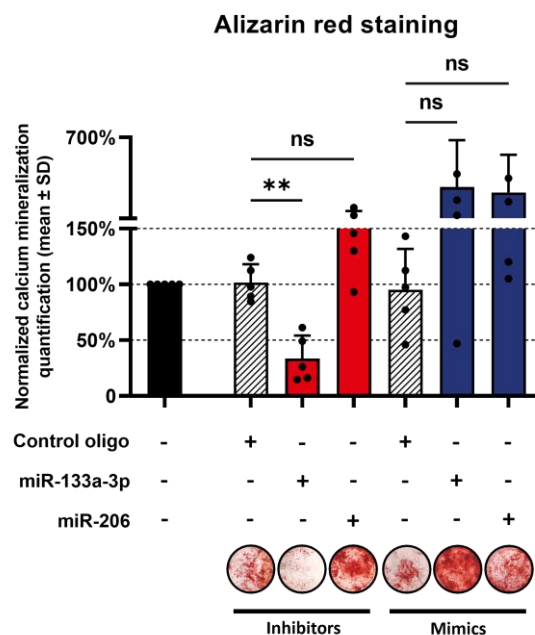 Alizarin red staining
ns
ns
ns
**
Normalized calcium mineralization
quantification (mean ± SD)
700%
150%
100%
50%
0
Control oligo - + - - + - -
miR-133a-3p - - + - - + -
miR-206 - - - + - - +
Inhibitors Mimics